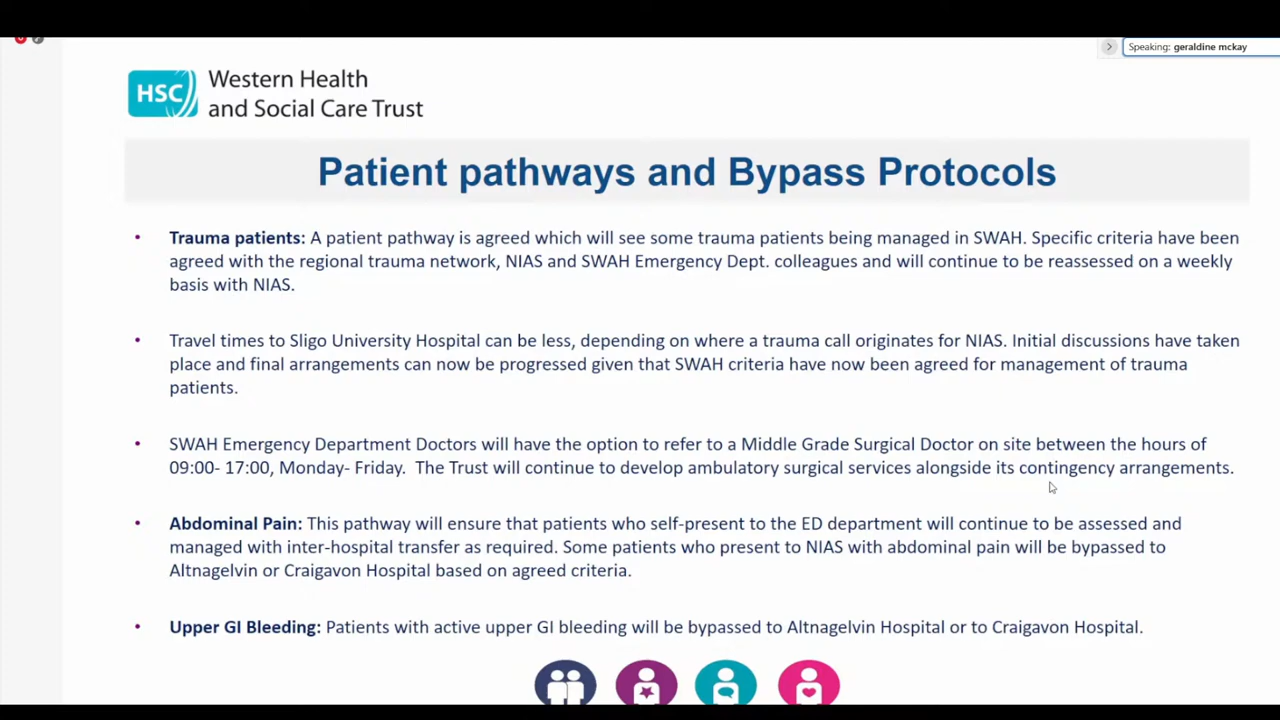 Speaking: geraldine mckay
HSC
Western Health
and Social Care Trust
Patient pathways and Bypass Protocols
• Trauma patients: A patient pathway is agreed which will see some trauma patients being managed in SWAH. Specific criteria have been
agreed with the regional trauma network, NIAS and SWAH Emergency Dept. colleagues and will continue to be reassessed on a weekly
basis with NIAS.
• Travel times to Sligo University Hospital can be less, depending on where a trauma call originates for NIAS. Initial discussions have taken
place and final arrangements can now be progressed given that SWAH criteria have now been agreed for management of trauma
patients.
• SWAH Emergency Department Doctors will have the option to refer to a Middle Grade Surgical Doctor on site between the hours of
09:00- 17:00, Monday- Friday. The Trust will continue to develop ambulatory surgical services alongside its contingency arrangements.
• Abdominal Pain: This pathway will ensure that patients who self-present to the ED department will continue to be assessed and
managed with inter-hospital transfer as required. Some patients who present to NIAS with abdominal pain will be bypassed to
Altnagelvin or Craigavon Hospital based on agreed criteria.
• Upper GI Bleeding: Patients with active upper GI bleeding will be bypassed to Altnagelvin Hospital or to Craigavon Hospital.